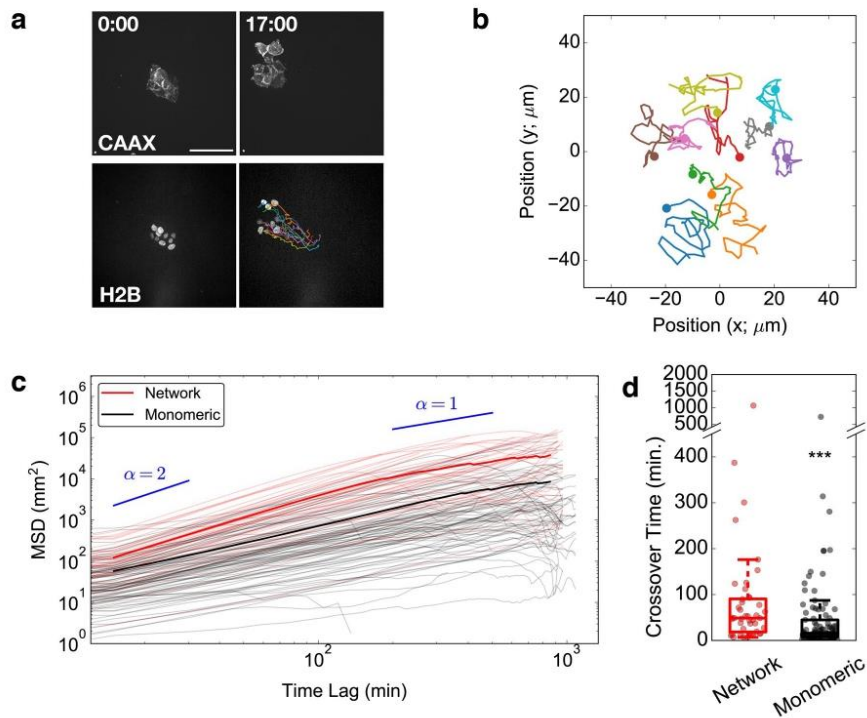 a
0:00
17:00
CAAX
H2B
b
Position (y; μm)
40
20
0
−20
−40
−40
−20
0
20
40
Position (x; μm)
c
Network
Monomeric
α = 2
α = 1
MSD (mm²)
10⁶
10⁵
10⁴
10³
10²
10¹
10⁰
10²
10³
Time Lag (min)
d
Crossover Time (min.)
2000
1500
1000
500
400
300
200
100
0
***
Network
Monomeric